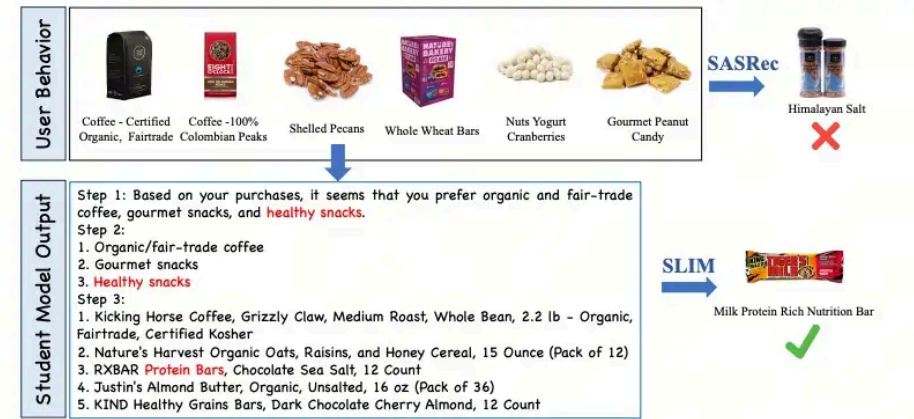 User Behavior
EIGHT
O'CLOCK
NATURE'S
BAKERY
Coffee - Certified
Organic, Fairtrade
Coffee -100%
Colombian Peaks
Shelled Pecans
Whole Wheat Bars
Nuts Yogurt
Cranberries
Gourmet Peanut
Candy
SASRec
Himalayan Salt
Student Model Output
Step 1: Based on your purchases, it seems that you prefer organic and fair-trade
coffee, gourmet snacks, and healthy snacks.
Step 2:
1. Organic/fair-trade coffee
2. Gourmet snacks
3. Healthy snacks
Step 3:
1. Kicking Horse Coffee, Grizzly Claw, Medium Roast, Whole Bean, 2.2 lb - Organic,
Fairtrade, Certified Kosher
2. Nature's Harvest Organic Oats, Raisins, and Honey Cereal, 15 Ounce (Pack of 12)
3. RXBAR Protein Bars, Chocolate Sea Salt, 12 Count
4. Justin's Almond Butter, Organic, Unsalted, 16 oz (Pack of 36)
5. KIND Healthy Grains Bars, Dark Chocolate Cherry Almond, 12 Count
SLIM
TIGER'S
MILK
Milk Protein Rich Nutrition Bar